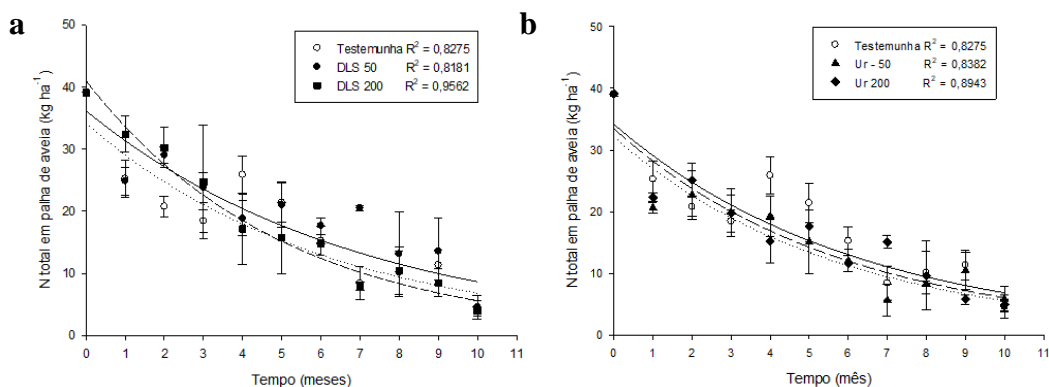 a
N total em palha de aveia (kg ha⁻¹)
50
40
30
20
10
0
Testemunha R² = 0,8275
DLS 50 R² = 0,8181
DLS 200 R² = 0,9562
0 1 2 3 4 5 6 7 8 9 10 11
Tempo (meses)
b
N total em palha de aveia (kg ha⁻¹)
50
40
30
20
10
0
Testemunha R² = 0,8275
Ur - 50 R² = 0,8382
Ur 200 R² = 0,8943
0 1 2 3 4 5 6 7 8 9 10 11
Tempo (mês)